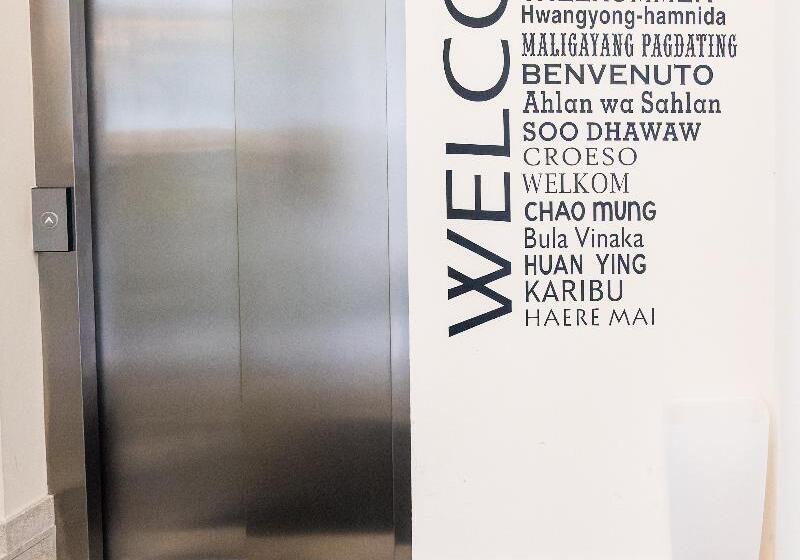 WELCO
Hwangyong-hamnida
MALIGAYANG PAGDATING
BENVENUTO
Ahlan wa Sahlan
SOO DHAWAW
CROESO
WELKOM
CHAO mung
Bula Vinaka
HUAN YING
KARIBU
HAERE MAI